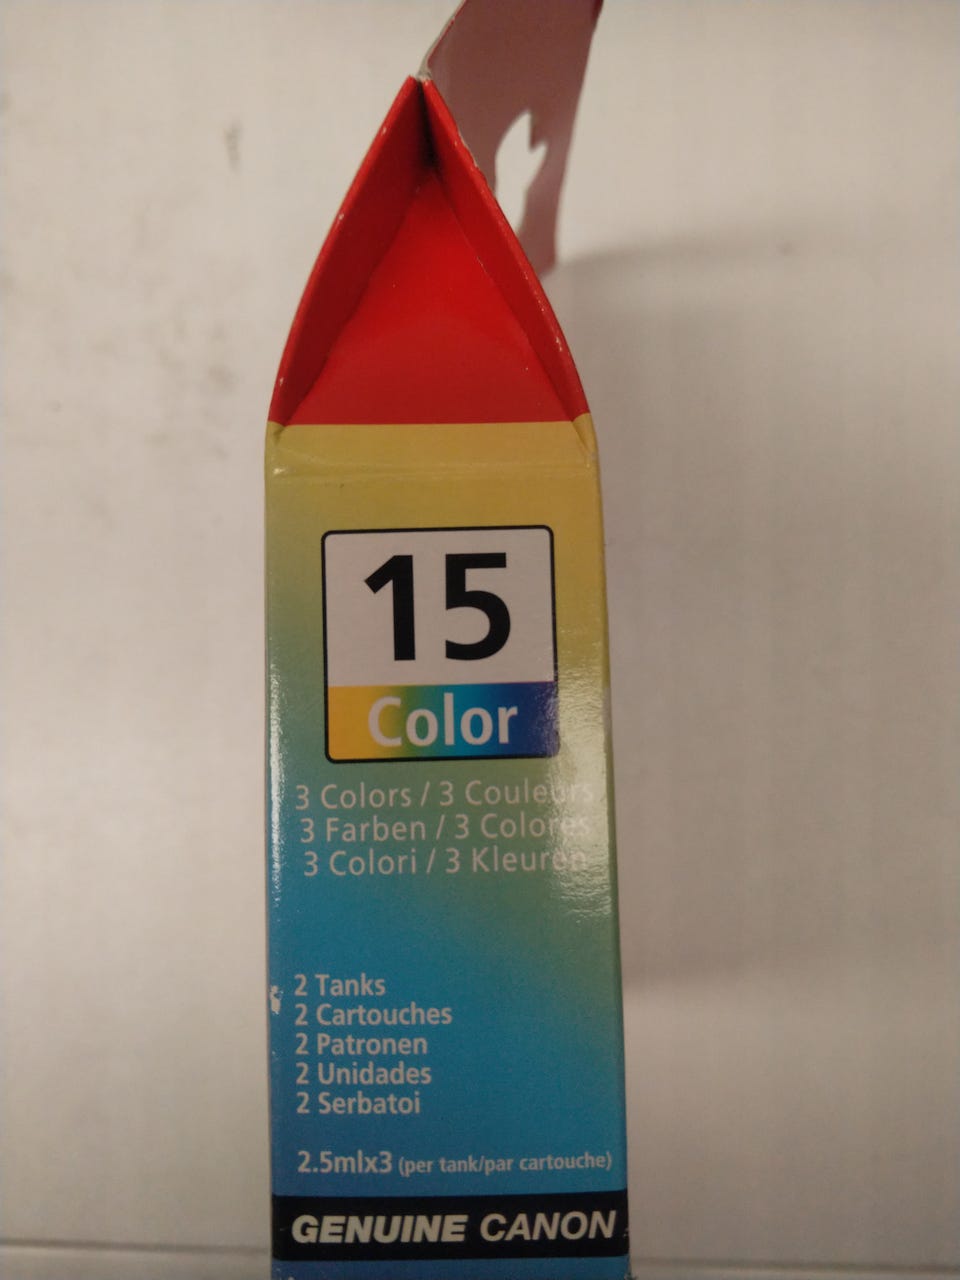 15
Color
3 Colors / 3 Couleurs
3 Farben / 3 Colores
3 Colori / 3 Kleuren
2 Tanks
2 Cartouches
2 Patronen
2 Unidades
2 Serbatoi
2.5mlx3 (per tank/par cartouche)
GENUINE CANON